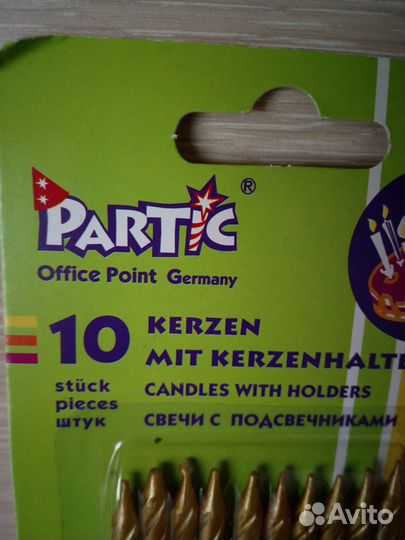 PARTIC®
Office Point Germany
10 KERZEN
MIT KERZENHALTE
stück
pieces
штук
CANDLES WITH HOLDERS
СВЕЧИ С ПОДСВЕЧНИКАМИ
Avito